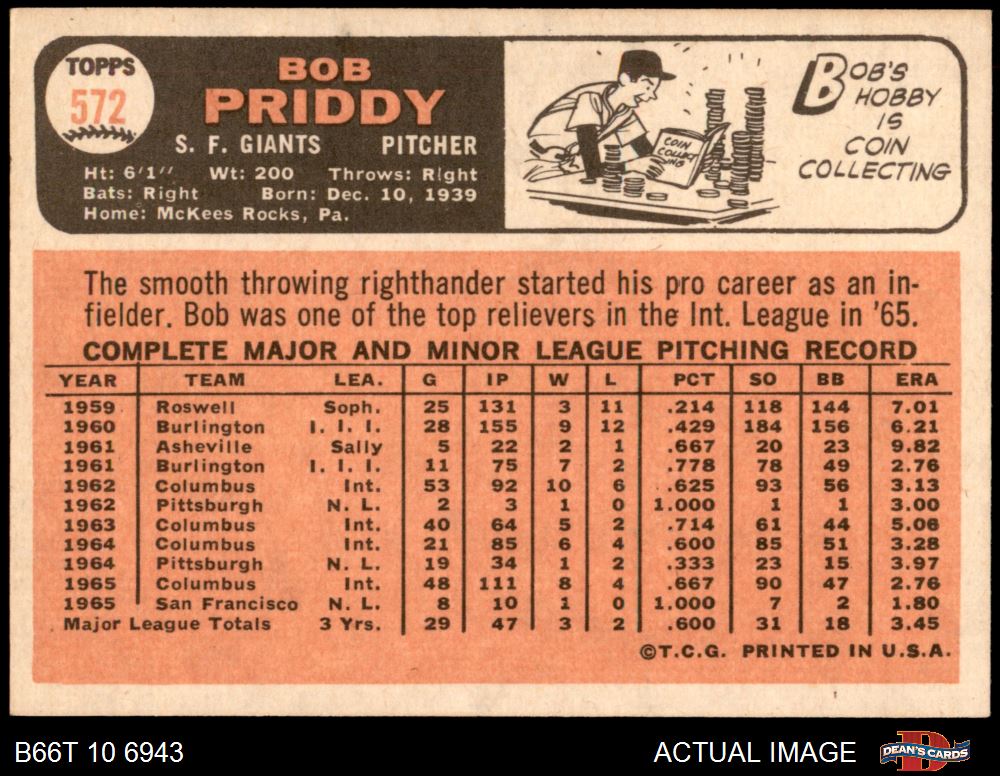 TOPPS
572
BOB
PRIDDY
S. F. GIANTS PITCHER
Ht: 6'1" Wt: 200 Throws: Right
Bats: Right Born: Dec. 10, 1939
Home: McKees Rocks, Pa.
COIN
COLLECT
ING
BOB'S
HOBBY
IS
COIN
COLLECTING
The smooth throwing righthander started his pro career as an in-
fielder. Bob was one of the top relievers in the Int. League in '65.
COMPLETE MAJOR AND MINOR LEAGUE PITCHING RECORD
YEAR TEAM LEA. G IP W L PCT SO BB ERA
1959 Roswell Soph. 25 131 3 11 .214 118 144 7.01
1960 Burlington I. I. I. 28 155 9 12 .429 184 156 6.21
1961 Asheville Sally 5 22 2 1 .667 20 23 9.82
1961 Burlington I. I. I. 11 75 7 2 .778 78 49 2.76
1962 Columbus Int. 53 92 10 6 .625 93 56 3.13
1962 Pittsburgh N. L. 2 3 1 0 1.000 1 1 3.00
1963 Columbus Int. 40 64 5 2 .714 61 44 5.06
1964 Columbus Int. 21 85 6 4 .600 85 51 3.28
1964 Pittsburgh N. L. 19 34 1 2 .333 23 15 3.97
1965 Columbus Int. 48 111 8 4 .667 90 47 2.76
1965 San Francisco N. L. 8 10 1 0 1.000 7 2 1.80
Major League Totals 3 Yrs. 29 47 3 2 .600 31 18 3.45
©T.C.G. PRINTED IN U.S.A.
B66T 10 6943
ACTUAL IMAGE
D
DEAN'S CARDS